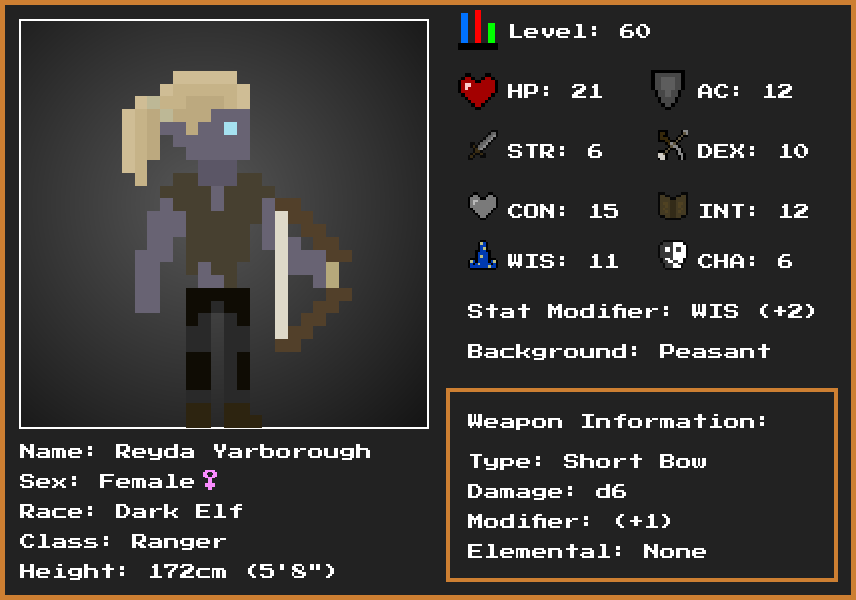 Level: 60
HP: 21 AC: 12
STR: 6 DEX: 10
CON: 15 INT: 12
WIS: 11 CHA: 6
Stat Modifier: WIS (+2)
Background: Peasant
Weapon Information:
Type: Short Bow
Damage: d6
Modifier: (+1)
Elemental: None
Name: Reyda Yarborough
Sex: Female♀
Race: Dark Elf
Class: Ranger
Height: 172cm (5'8")